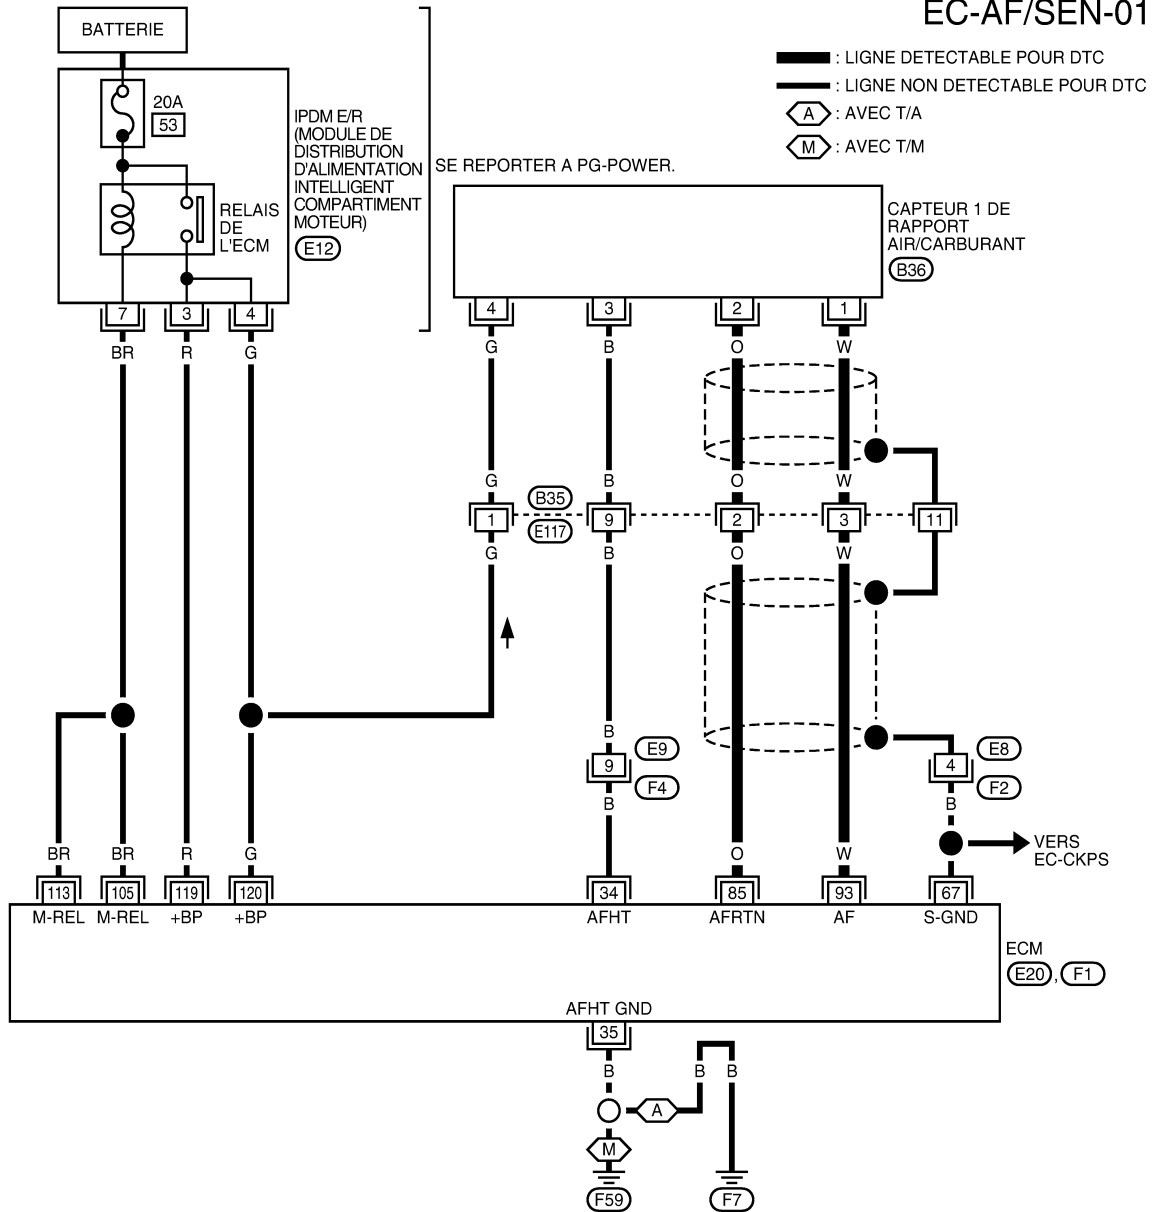 EC-AF/SEN-01
BATTERIE
: LIGNE DETECTABLE POUR DTC
: LIGNE NON DETECTABLE POUR DTC
A : AVEC T/A
M : AVEC T/M
20A
53
IPDM E/R
(MODULE DE
DISTRIBUTION
D'ALIMENTATION
INTELLIGENT
COMPARTIMENT
MOTEUR)
E12
SE REPORTER A PG-POWER.
RELAIS
DE
L'ECM
CAPTEUR 1 DE
RAPPORT
AIR/CARBURANT
B36
7 3 4 4 3 2 1
BR R G G B O W
G B O W
B35
1 9 2 3 11
E117
G B O W
B
E9 E8
9 4
F4 F2
B B
VERS
EC-CKPS
BR BR R G O W
113 105 119 120 34 85 93 67
M-REL M-REL +BP +BP AFHT AFRTN AF S-GND
ECM
E20 , F1
AFHT GND
35
B B B
A
M
F59 F7